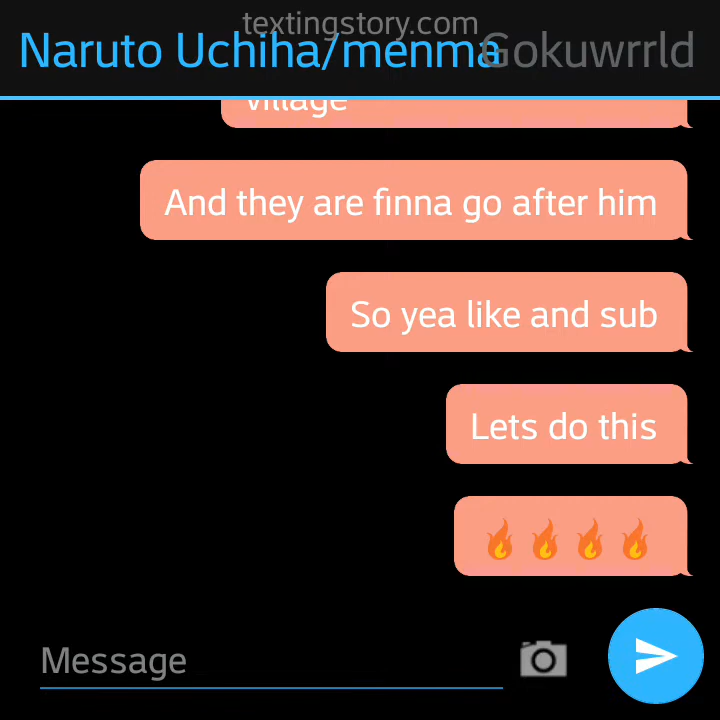 textingstory.com
Naruto Uchiha/menma Gokuwrrld
village
And they are finna go after him
So yea like and sub
Lets do this
🔥🔥🔥🔥
Message